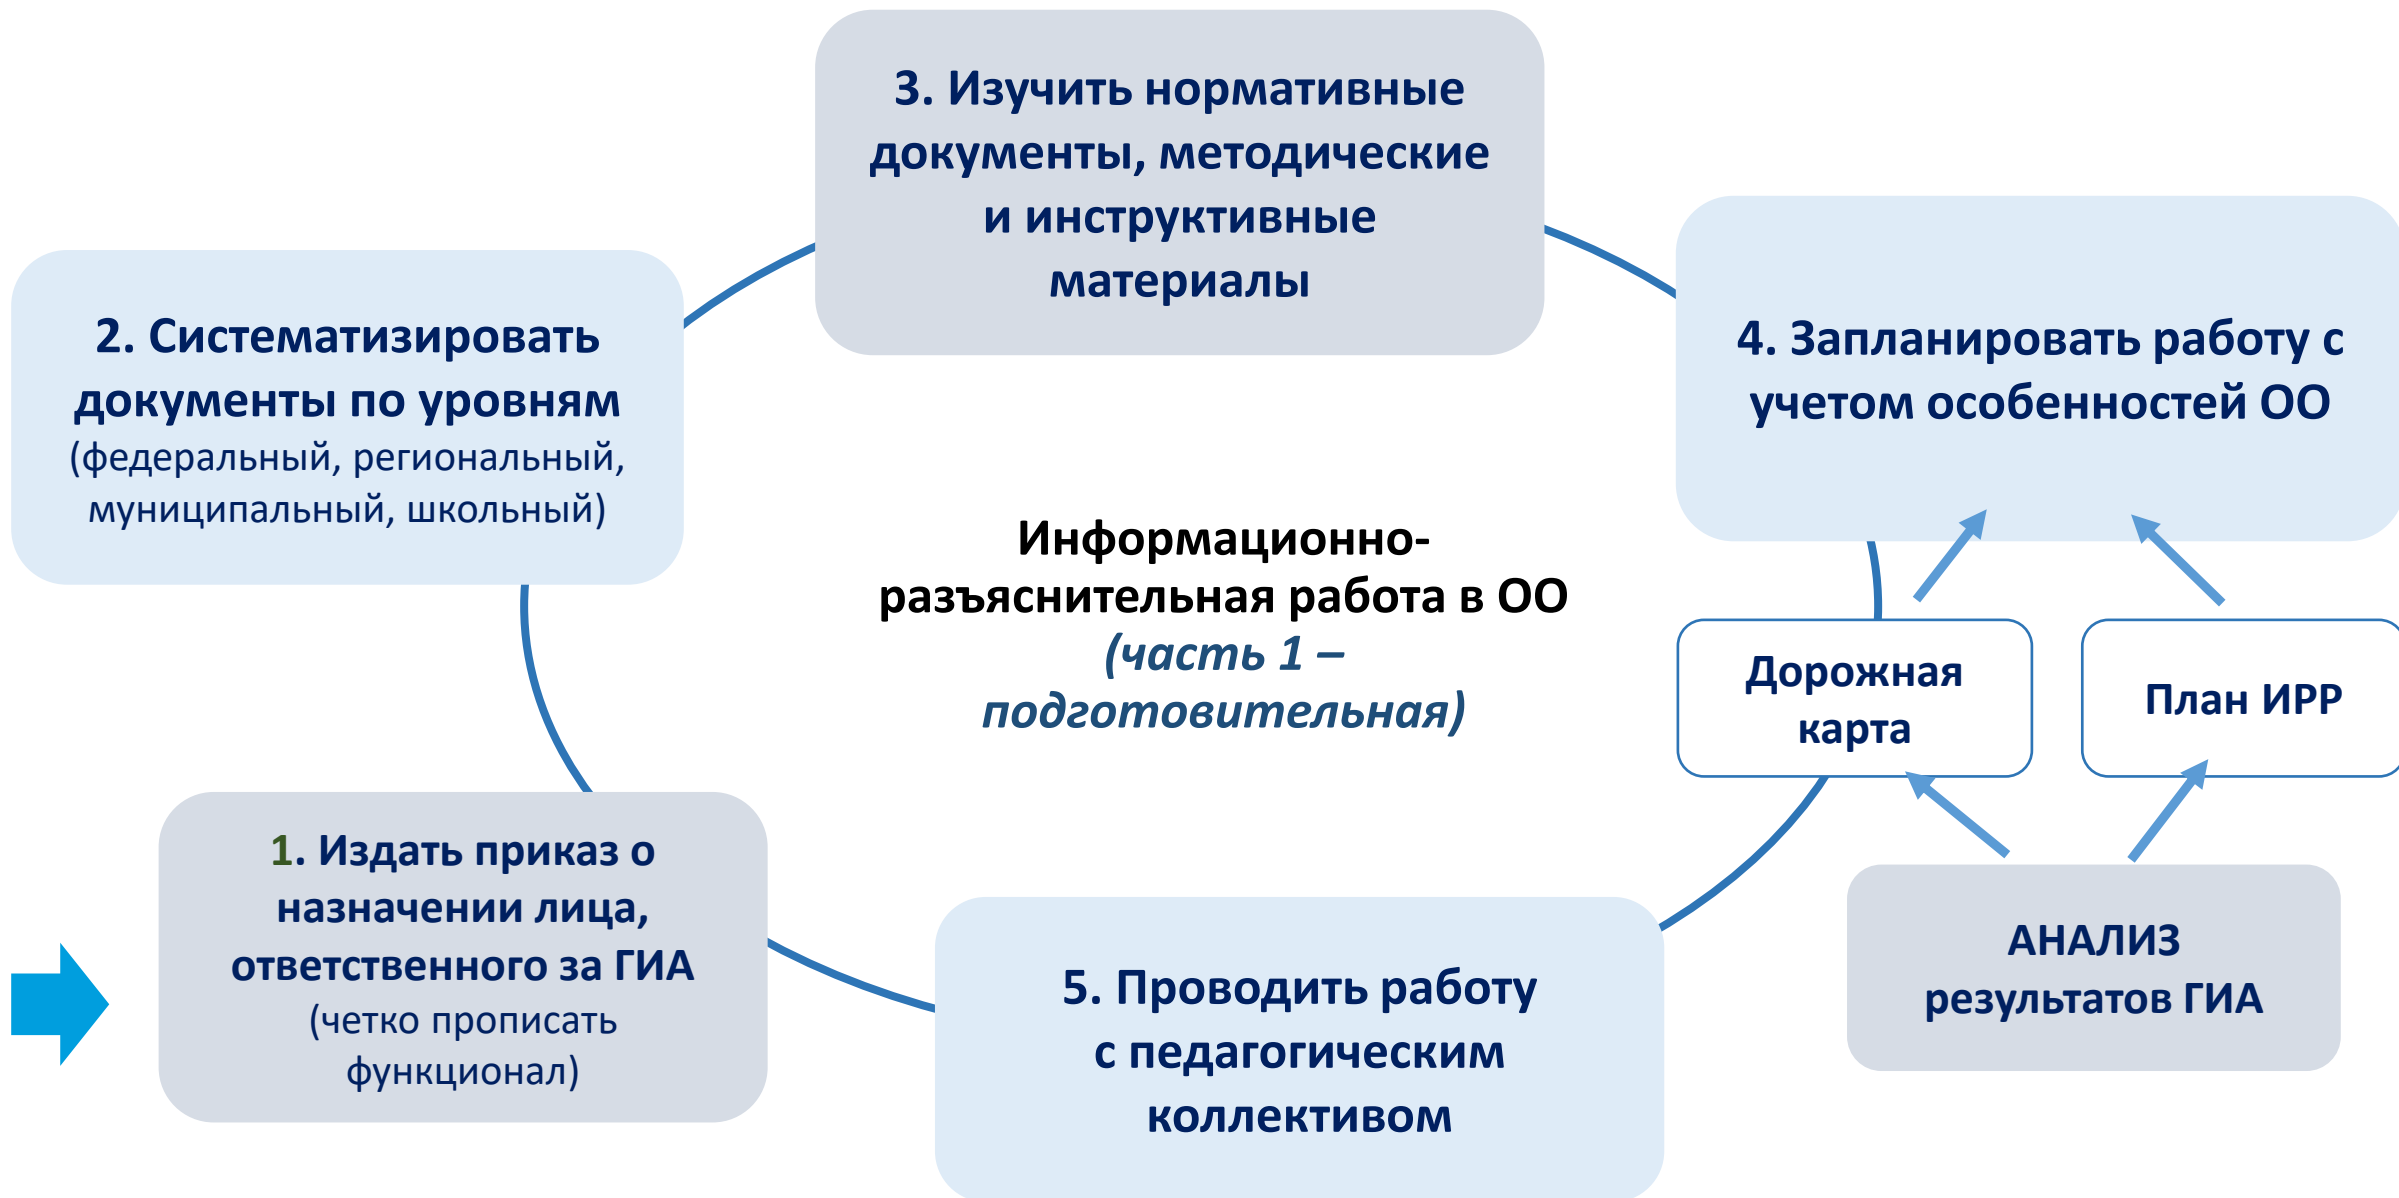 3. Изучить нормативные
документы, методические
и инструктивные
материалы
2. Систематизировать
документы по уровням
(федеральный, региональный,
муниципальный, школьный)
4. Запланировать работу с
учетом особенностей ОО
Информационно-
разъяснительная работа в ОО
(часть 1 –
подготовительная)
Дорожная
карта
План ИРР
1. Издать приказ о
назначении лица,
ответственного за ГИА
(четко прописать
функционал)
5. Проводить работу
с педагогическим
коллективом
АНАЛИЗ
результатов ГИА